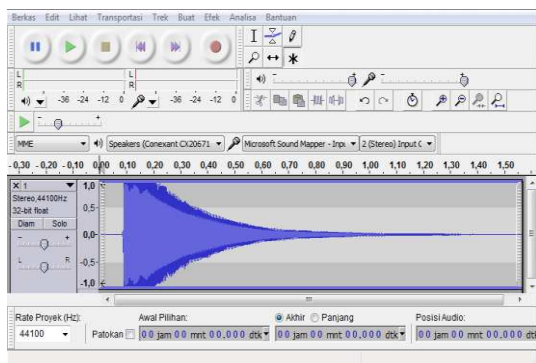 Berkas Edit Lihat Transportasi Trek Buat Efek Analisa Bantuan
L
R
-36 -24 -12 0
L
R
-36 -24 -12 0
- +
MME Speakers (Conexant CX20671 Microsoft Sound Mapper - Inpu 2 (Stereo) Input C
-0,30 -0,20 -0,10 0,00 0,10 0,20 0,30 0,40 0,50 0,60 0,70 0,80 0,90 1,00 1,10 1,20 1,30 1,40 1,50
X 1
Stereo,44100Hz
32-bit float
Diam Solo
- +
L R
1,0
0,5-
0,0-
-0,5-
-1,0
Rate Proyek (Hz): Awal Pilihan: Akhir Panjang Posisi Audio:
44100 Patokan 00 jam 00 mnt 00.000 dtk 00 jam 00 mnt 00.000 dtk 00 jam 00 mnt 00.000 dtk